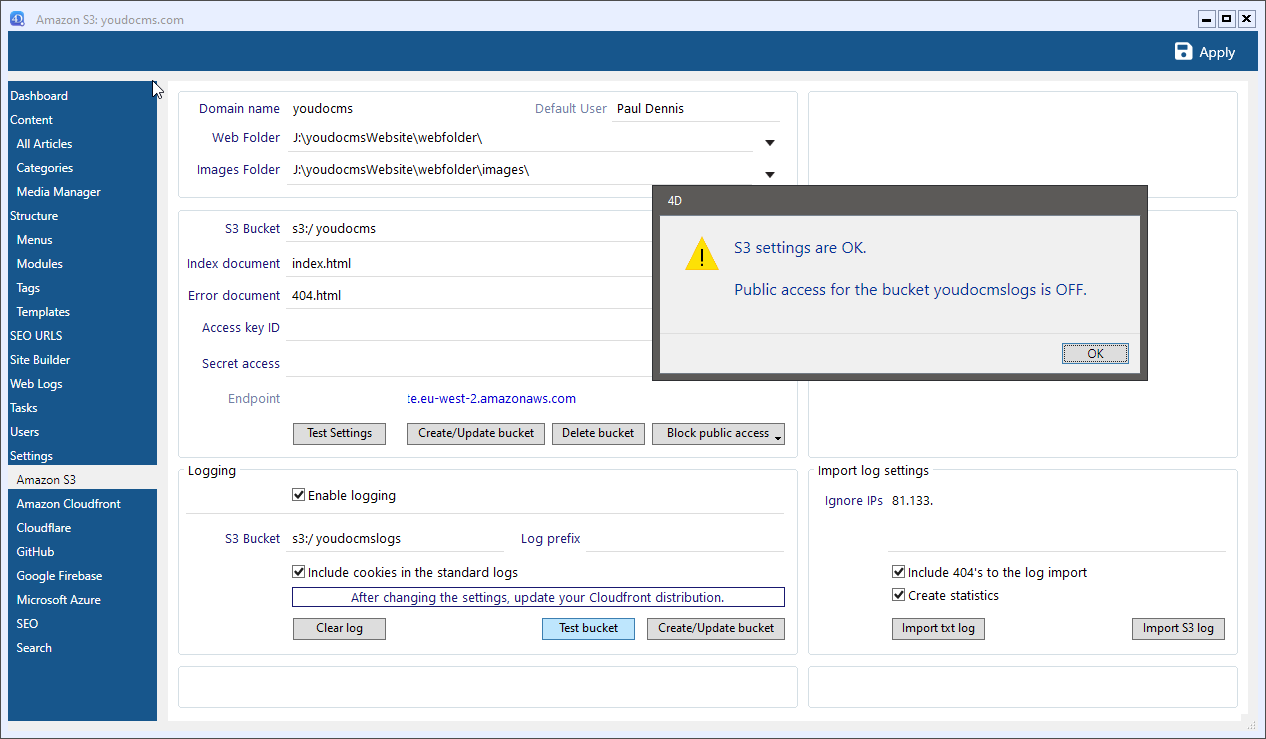 Amazon S3: youdocms.com
Apply
Dashboard
Content
All Articles
Categories
Media Manager
Structure
Menus
Modules
Tags
Templates
SEO URLS
Site Builder
Web Logs
Tasks
Users
Settings
Amazon S3
Amazon Cloudfront
Cloudflare
GitHub
Google Firebase
Microsoft Azure
SEO
Search
Domain name youdocms Default User Paul Dennis
Web Folder J:\youdocmsWebsite\webfolder\
Images Folder J:\youdocmsWebsite\webfolder\images\
S3 Bucket s3:/ youdocms
Index document index.html
Error document 404.html
Access key ID
Secret access
Endpoint te.eu-west-2.amazonaws.com
Test Settings Create/Update bucket Delete bucket Block public access
4D
S3 settings are OK.
Public access for the bucket youdocmslogs is OFF.
OK
Logging
Enable logging
S3 Bucket s3:/ youdocmslogs Log prefix
Include cookies in the standard logs
After changing the settings, update your Cloudfront distribution.
Clear log Test bucket Create/Update bucket
Import log settings
Ignore IPs 81.133.
Include 404's to the log import
Create statistics
Import txt log Import S3 log